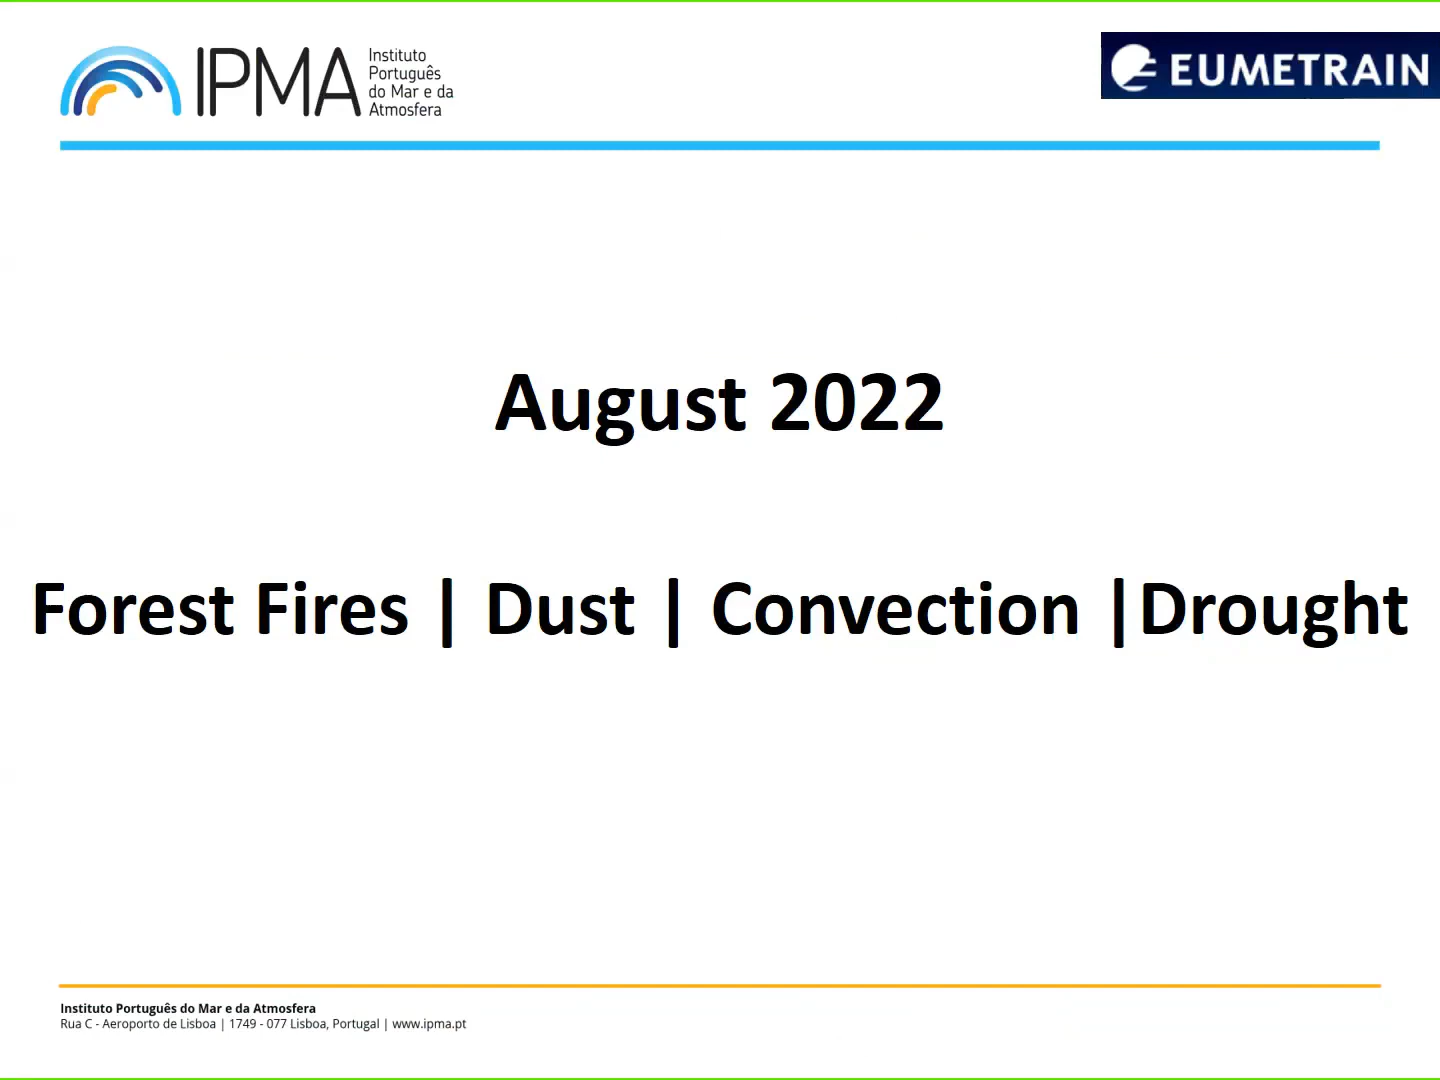 IPMA
Instituto
Português
do Mar e da
Atmosfera
EUMETRAIN
August 2022
Forest Fires | Dust | Convection |Drought
Instituto Português do Mar e da Atmosfera
Rua C - Aeroporto de Lisboa | 1749 - 077 Lisboa, Portugal | www.ipma.pt